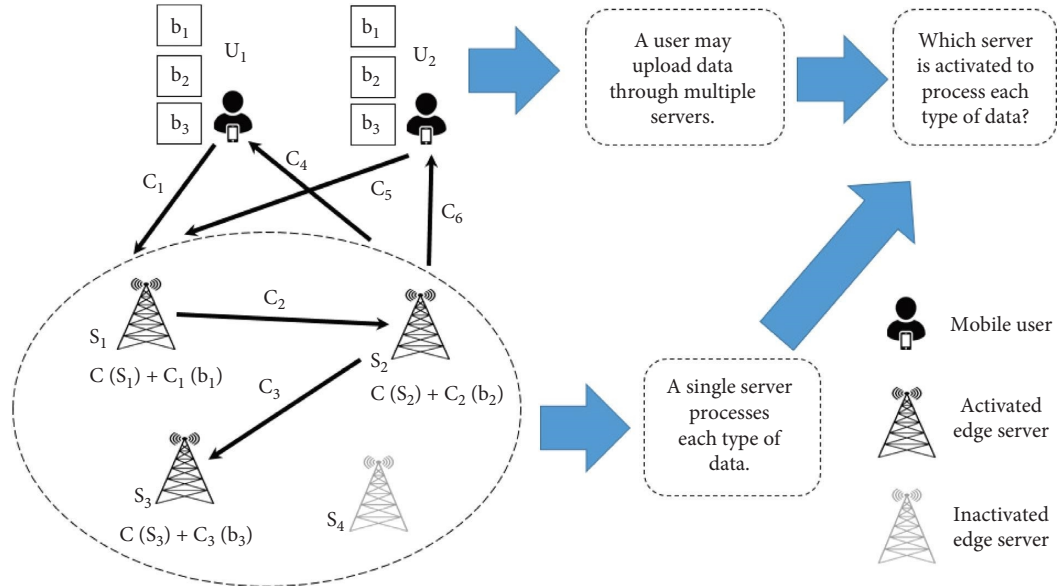 b₁
b₂
b₃
U₁
b₁
b₂
b₃
U₂
A user may
upload data
through multiple
servers.
Which server
is activated to
process each
type of data?
C₁
C₄
C₅
C₆
S₁
C₂
S₂
C (S₁) + C₁ (b₁)
C (S₂) + C₂ (b₂)
C₃
S₃
C (S₃) + C₃ (b₃)
S₄
A single server
processes
each type of
data.
Mobile user
Activated
edge server
Inactivated
edge server